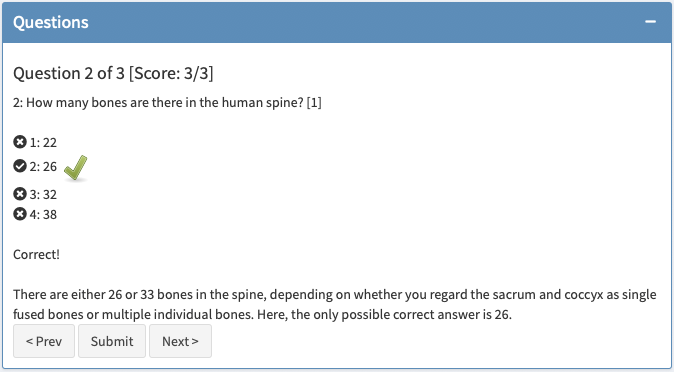 Questions
Question 2 of 3 [Score: 3/3]
2: How many bones are there in the human spine? [1]
1: 22
2: 26
3: 32
4: 38
Correct!
There are either 26 or 33 bones in the spine, depending on whether you regard the sacrum and coccyx as single
fused bones or multiple individual bones. Here, the only possible correct answer is 26.
< Prev Submit Next >